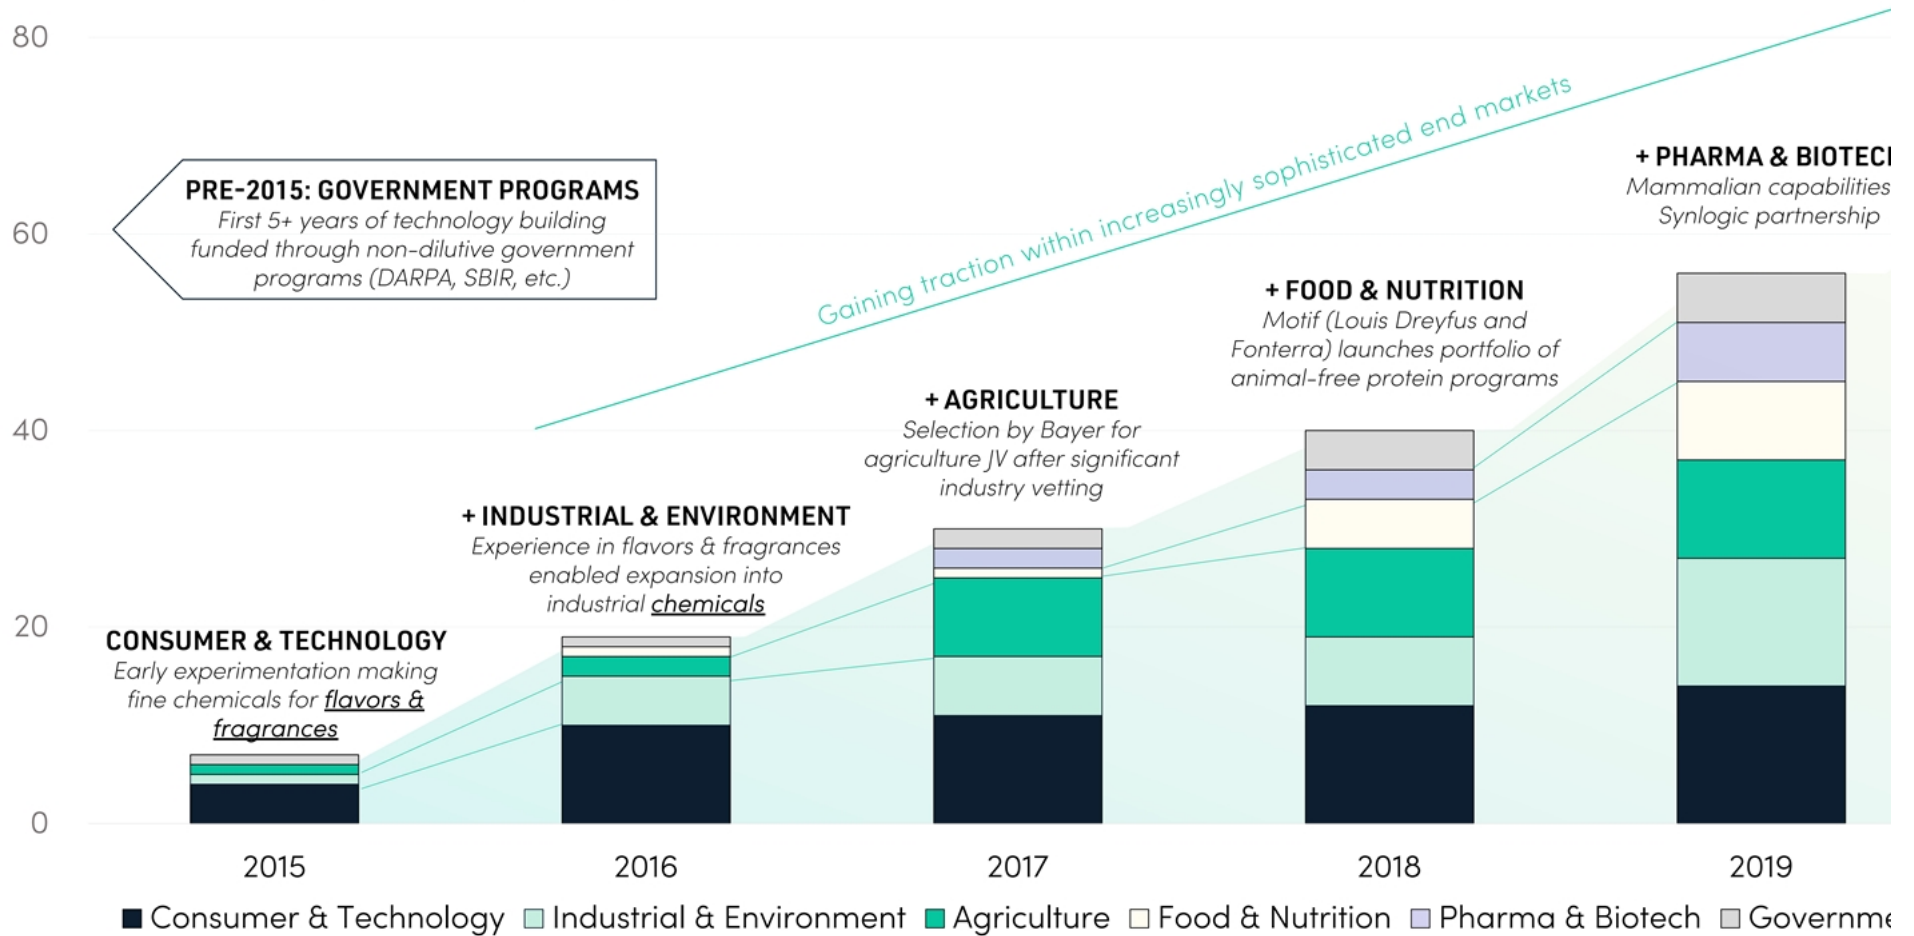 80
Gaining traction within increasingly sophisticated end markets
+ PHARMA & BIOTECH
Mammalian capabilities
Synlogic partnership
PRE-2015: GOVERNMENT PROGRAMS
First 5+ years of technology building
funded through non-dilutive government
programs (DARPA, SBIR, etc.)
60
+ FOOD & NUTRITION
Motif (Louis Dreyfus and
Fonterra) launches portfolio of
animal-free protein programs
+ AGRICULTURE
Selection by Bayer for
agriculture JV after significant
industry vetting
40
+ INDUSTRIAL & ENVIRONMENT
Experience in flavors & fragrances
enabled expansion into
industrial chemicals
20
CONSUMER & TECHNOLOGY
Early experimentation making
fine chemicals for flavors &
fragrances
0
2015 2016 2017 2018 2019
Consumer & Technology Industrial & Environment Agriculture Food & Nutrition Pharma & Biotech Governme